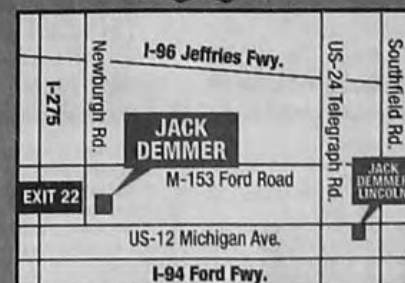 I-96 Jeffries Fwy.
I-275
Newburgh Rd.
US-24 Telegraph Rd.
Southfield Rd.
JACK
DEMMER
M-153 Ford Road
JACK
DEMMER
LINCOLN
EXIT 22
US-12 Michigan Ave.
I-94 Ford Fwy.